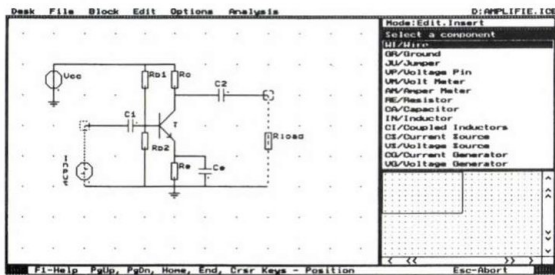 Desk File Block Edit Options Analysis D:AMPLIFIE.ICE
Mode:Edit.Insert
Select a component
WI/Wire
GR/Ground
JU/Jumper
VP/Voltage Pin
VM/Volt Meter
AM/Amper Meter
RE/Resistor
CA/Capacitor
IN/Inductor
CI/Coupled Inductors
CS/Current Source
VS/Voltage Source
CG/Current Generator
VG/Voltage Generator
Vcc
Rb1
Rc
C2
C1
T
Rload
Rb2
Input
Re
Ce
F1-Help PgUp, PgDn, Home, End, Crsr Keys - Position Esc-Abort